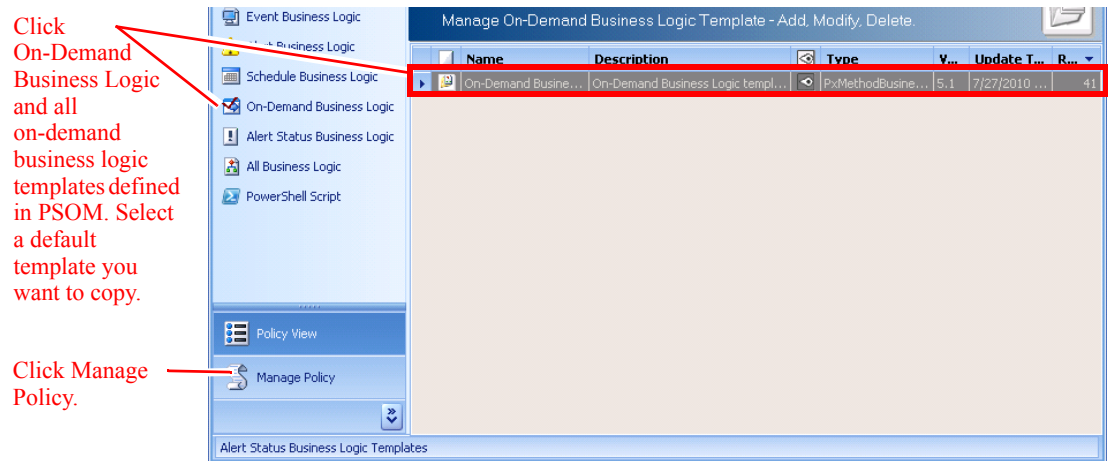 Click
On-Demand
Business Logic
and all
on-demand
business logic
templates defined
in PSOM. Select
a default
template you
want to copy.
Click Manage
Policy.
Event Business Logic
Business Logic
Schedule Business Logic
On-Demand Business Logic
Alert Status Business Logic
All Business Logic
PowerShell Script
Policy View
Manage Policy
Alert Status Business Logic Templates
Manage On-Demand Business Logic Template - Add, Modify, Delete.
Name Description Type V... Update T... R...
On-Demand Busine... On-Demand Business Logic templ... PxMethodBusine... 5.1 7/27/2010 ... 41